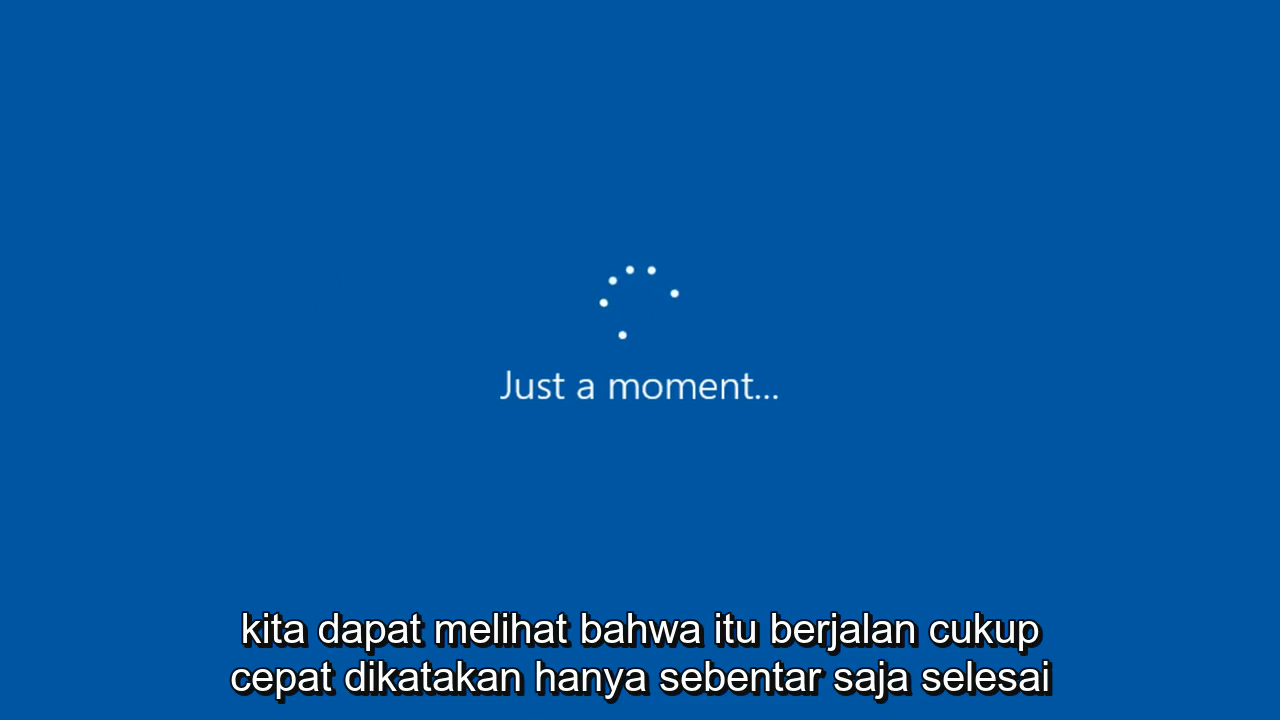 Just a moment...
kita dapat melihat bahwa itu berjalan cukup
cepat dikatakan hanya sebentar saja selesai